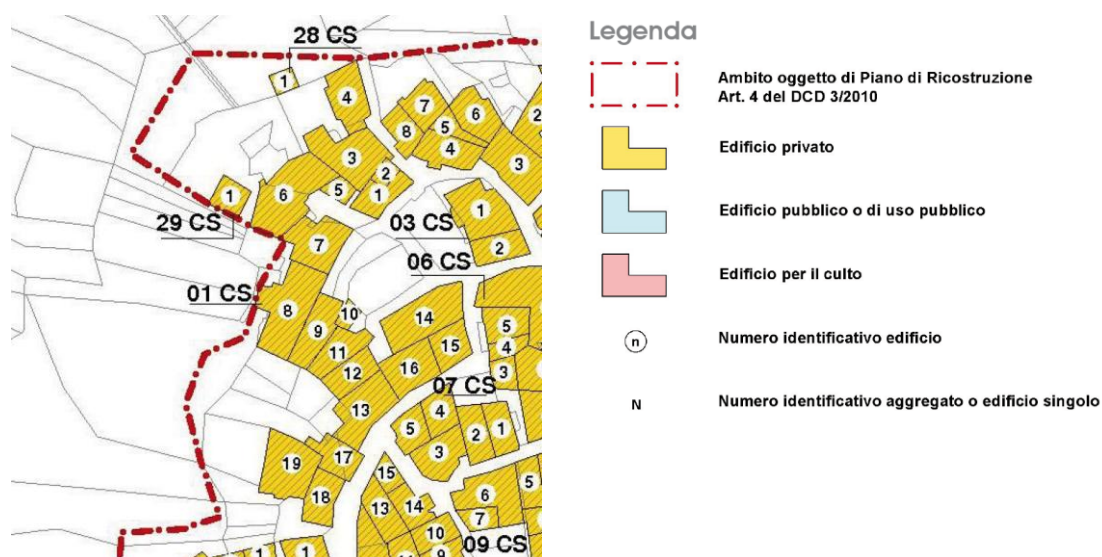 28 CS
1
4
7
6
2
8
5
4
3
3
2
5
1
1
6
1
29 CS
03 CS
2
7
06 CS
01 CS
8
10
14
5
9
15
4
11
12
16
3
07 CS
13
4
5
2
1
3
17
19
15
5
18
6
14
13
7
10
09 CS
1
1
9
Legenda
Ambito oggetto di Piano di Ricostruzione
Art. 4 del DCD 3/2010
Edificio privato
Edificio pubblico o di uso pubblico
Edificio per il culto
n
Numero identificativo edificio
N
Numero identificativo aggregato o edificio singolo